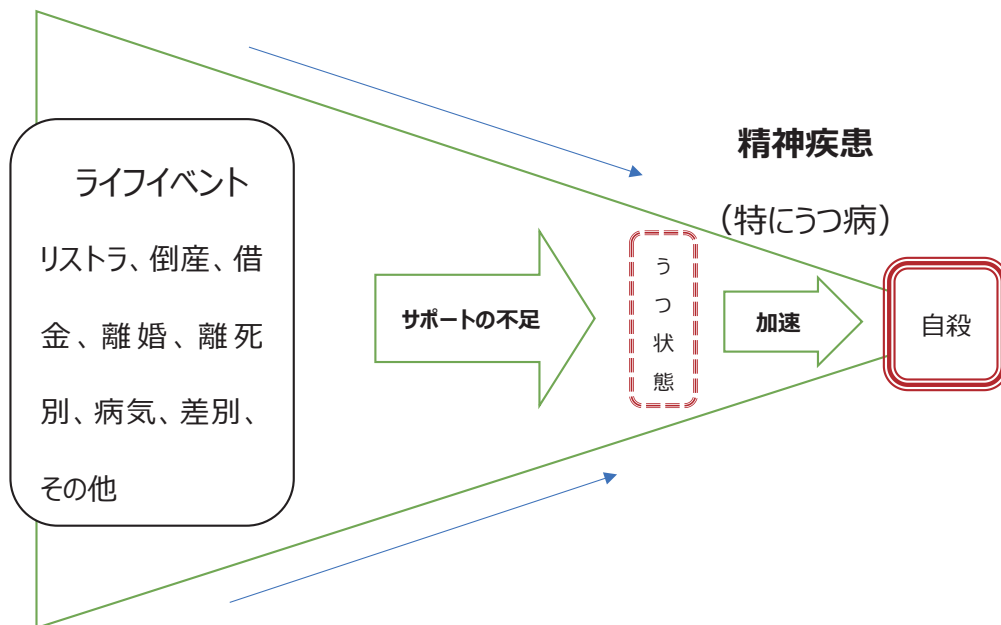 ライフイベント
リストラ、倒産、借
金、離婚、離死
別、病気、差別、
その他
サポートの不足
うつ状態
精神疾患
（特にうつ病）
加速
自殺